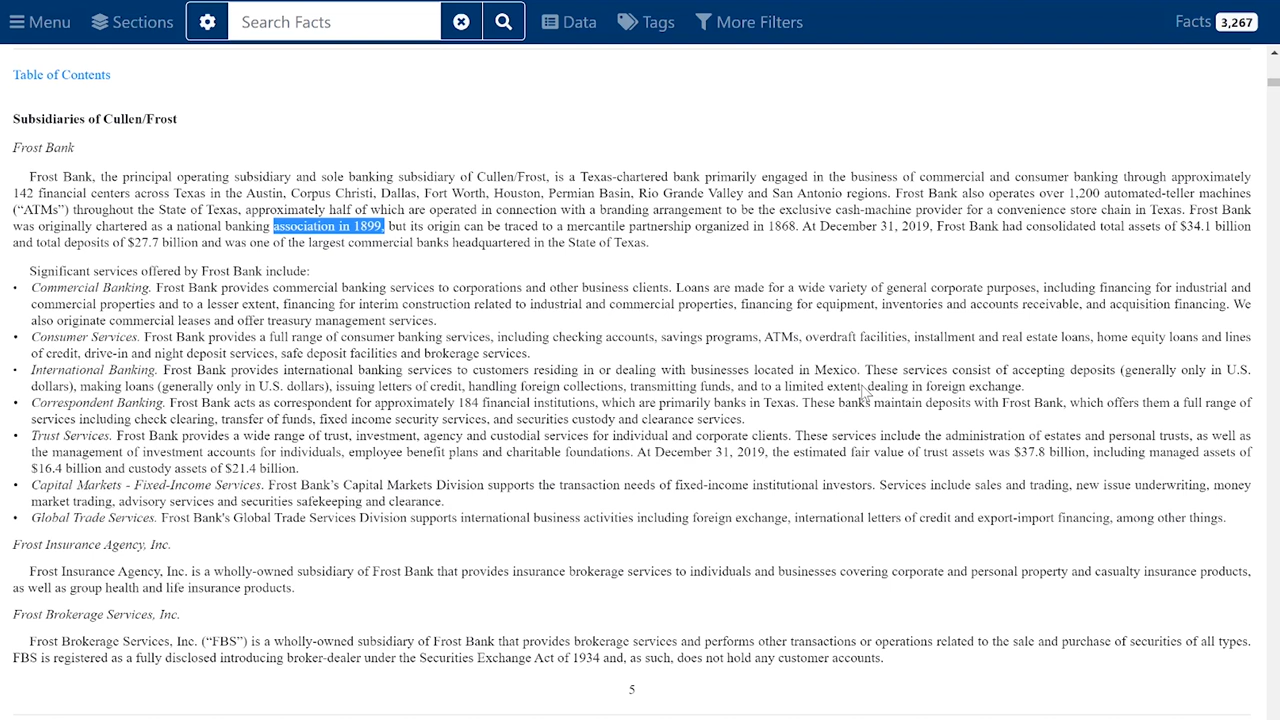 Menu Sections Search Facts Data Tags More Filters Facts 3,267
Table of Contents
Subsidiaries of Cullen/Frost
Frost Bank
Frost Bank, the principal operating subsidiary and sole banking subsidiary of Cullen/Frost, is a Texas-chartered bank primarily engaged in the business of commercial and consumer banking through approximately
142 financial centers across Texas in the Austin, Corpus Christi, Dallas, Fort Worth, Houston, Permian Basin, Rio Grande Valley and San Antonio regions. Frost Bank also operates over 1,200 automated-teller machines
(“ATMs”) throughout the State of Texas, approximately half of which are operated in connection with a branding arrangement to be the exclusive cash-machine provider for a convenience store chain in Texas. Frost Bank
was originally chartered as a national banking association in 1899, but its origin can be traced to a mercantile partnership organized in 1868. At December 31, 2019, Frost Bank had consolidated total assets of $34.1 billion
and total deposits of $27.7 billion and was one of the largest commercial banks headquartered in the State of Texas.
Significant services offered by Frost Bank include:
• Commercial Banking. Frost Bank provides commercial banking services to corporations and other business clients. Loans are made for a wide variety of general corporate purposes, including financing for industrial and
commercial properties and to a lesser extent, financing for interim construction related to industrial and commercial properties, financing for equipment, inventories and accounts receivable, and acquisition financing. We
also originate commercial leases and offer treasury management services.
• Consumer Services. Frost Bank provides a full range of consumer banking services, including checking accounts, savings programs, ATMs, overdraft facilities, installment and real estate loans, home equity loans and lines
of credit, drive-in and night deposit services, safe deposit facilities and brokerage services.
• International Banking. Frost Bank provides international banking services to customers residing in or dealing with businesses located in Mexico. These services consist of accepting deposits (generally only in U.S.
dollars), making loans (generally only in U.S. dollars), issuing letters of credit, handling foreign collections, transmitting funds, and to a limited extent, dealing in foreign exchange.
• Correspondent Banking. Frost Bank acts as correspondent for approximately 184 financial institutions, which are primarily banks in Texas. These banks maintain deposits with Frost Bank, which offers them a full range of
services including check clearing, transfer of funds, fixed income security services, and securities custody and clearance services.
• Trust Services. Frost Bank provides a wide range of trust, investment, agency and custodial services for individual and corporate clients. These services include the administration of estates and personal trusts, as well as
the management of investment accounts for individuals, employee benefit plans and charitable foundations. At December 31, 2019, the estimated fair value of trust assets was $37.8 billion, including managed assets of
$16.4 billion and custody assets of $21.4 billion.
• Capital Markets - Fixed-Income Services. Frost Bank’s Capital Markets Division supports the transaction needs of fixed-income institutional investors. Services include sales and trading, new issue underwriting, money
market trading, advisory services and securities safekeeping and clearance.
• Global Trade Services. Frost Bank's Global Trade Services Division supports international business activities including foreign exchange, international letters of credit and export-import financing, among other things.
Frost Insurance Agency, Inc.
Frost Insurance Agency, Inc. is a wholly-owned subsidiary of Frost Bank that provides insurance brokerage services to individuals and businesses covering corporate and personal property and casualty insurance products,
as well as group health and life insurance products.
Frost Brokerage Services, Inc.
Frost Brokerage Services, Inc. (“FBS”) is a wholly-owned subsidiary of Frost Bank that provides brokerage services and performs other transactions or operations related to the sale and purchase of securities of all types.
FBS is registered as a fully disclosed introducing broker-dealer under the Securities Exchange Act of 1934 and, as such, does not hold any customer accounts.
5